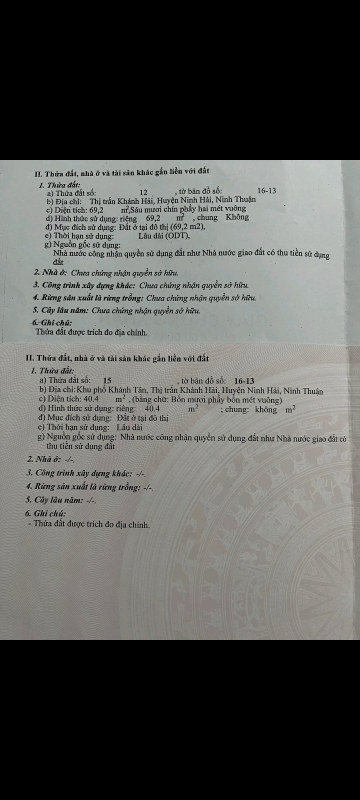 II. Thửa đất, nhà ở và tài sản khác gắn liền với đất
1. Thửa đất:
a) Thửa đất số: 12 , tờ bản đồ số: 16-13
b) Địa chỉ: Thị trấn Khánh Hải, Huyện Ninh Hải, Ninh Thuận
c) Diện tích: 69,2 m²,Sáu mươi chín phẩy hai mét vuông
d) Hình thức sử dụng: riêng 69,2 m² , chung Không
đ) Mục đích sử dụng: Đất ở tại đô thị (69,2 m2),
e) Thời hạn sử dụng: Lâu dài (ODT),
g) Nguồn gốc sử dụng:
Nhà nước công nhận quyền sử dụng đất như Nhà nước giao đất có thu tiền sử dụng
đất
2. Nhà ở: Chưa chứng nhận quyền sở hữu.
3. Công trình xây dựng khác: Chưa chứng nhận quyền sở hữu.
4. Rừng sản xuất là rừng trồng: Chưa chứng nhận quyền sở hữu.
5. Cây lâu năm: Chưa chứng nhận quyền sở hữu.
6. Ghi chú:
Thửa đất được trích đo địa chính.
II. Thửa đất, nhà ở và tài sản khác gắn liền với đất
1. Thửa đất:
a) Thửa đất số: 15 , tờ bản đồ số: 16-13
b) Địa chỉ:Khu phố Khánh Tân, Thị trấn Khánh Hải, Huyện Ninh Hải, Ninh Thuận
c) Diện tích: 40.4 m² , (bằng chữ: Bốn mươi phẩy bốn mét vuông)
d) Hình thức sử dụng: riêng: 40.4 m² ; chung: không m²
đ) Mục đích sử dụng: Đất ở tại đô thị
e) Thời hạn sử dụng: Lâu dài
g) Nguồn gốc sử dụng: Nhà nước công nhận quyền sử dụng đất như Nhà nước giao đất có
thu tiền sử dụng đất
2. Nhà ở: -/-.
3. Công trình xây dựng khác: -/-.
4. Rừng sản xuất là rừng trồng: -/-.
5. Cây lâu năm: -/-.
6. Ghi chú:
- Thửa đất được trích đo địa chính.